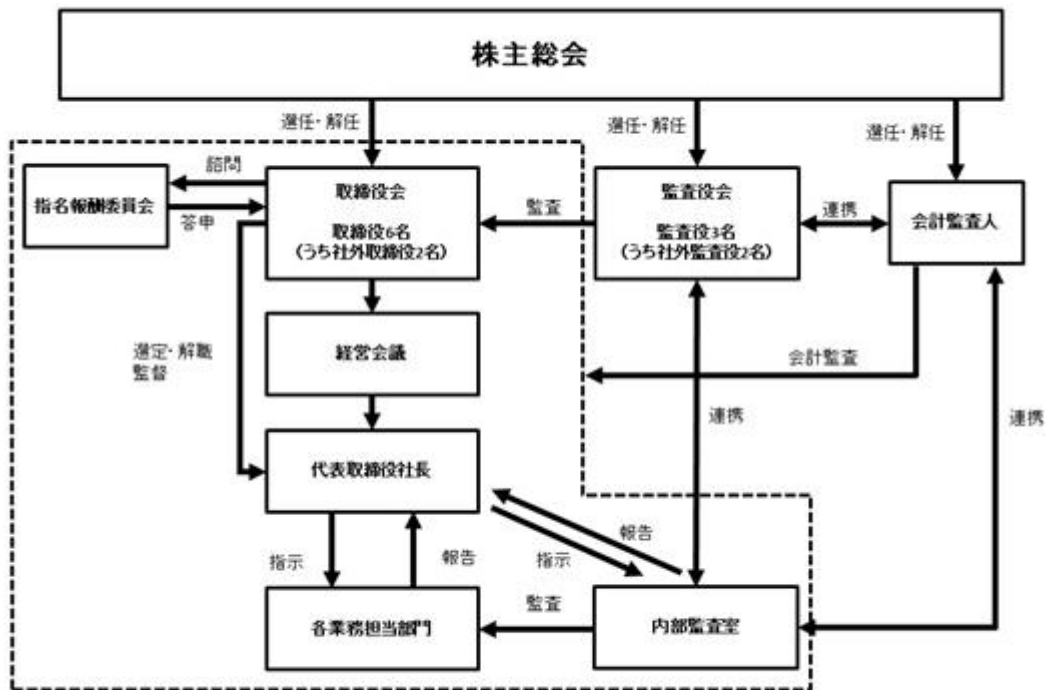 株主総会
選任・解任
選任・解任
選任・解任
諮問
指名報酬委員会
答申
取締役会
取締役6名
(うち社外取締役2名)
監査
監査役会
監査役3名
(うち社外監査役2名)
連携
会計監査人
選定・解職
監督
経営会議
会計監査
連携
連携
代表取締役社長
指示
報告
報告
指示
各業務担当部門
監査
内部監査室